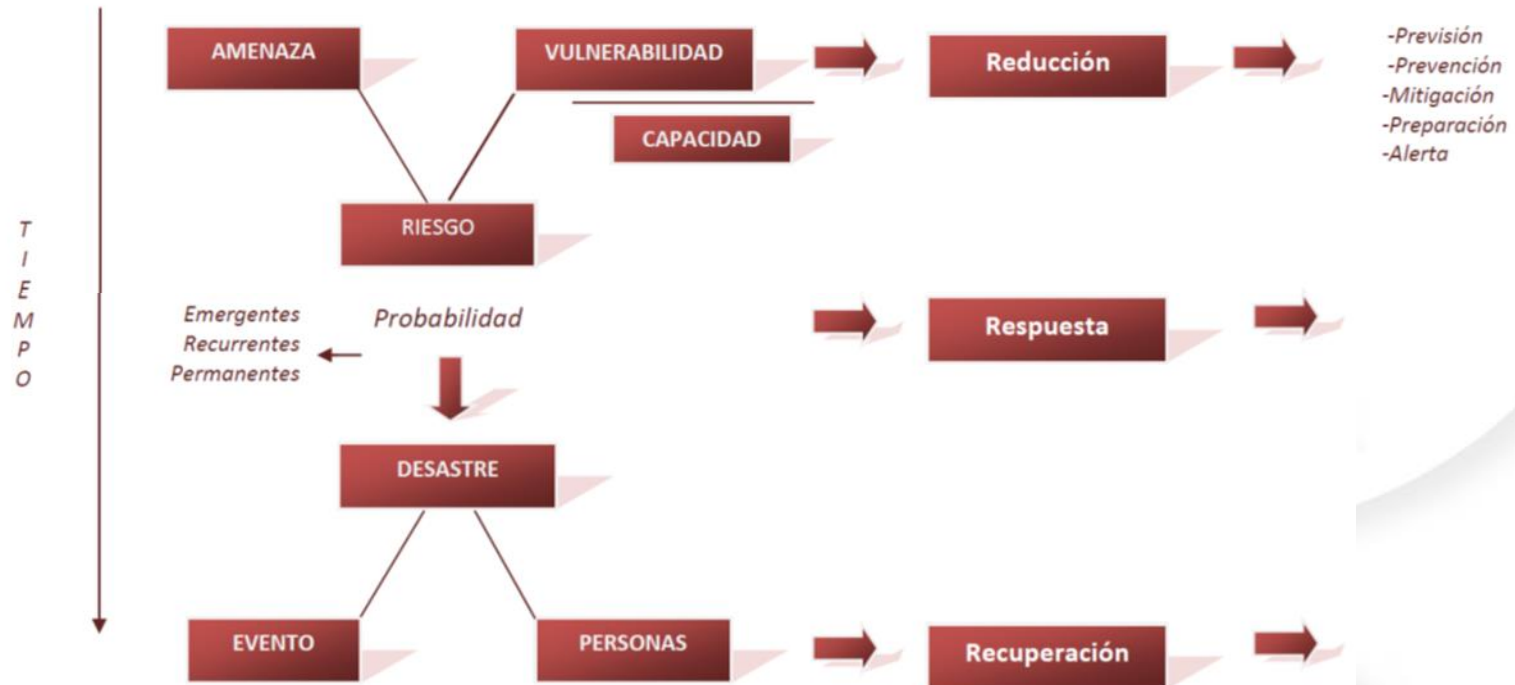 AMENAZA
VULNERABILIDAD
CAPACIDAD
Reducción
-Previsión
-Prevención
-Mitigación
-Preparación
-Alerta
TIEMPO
RIESGO
Emergentes
Recurrentes
Permanentes
Probabilidad
Respuesta
DESASTRE
EVENTO
PERSONAS
Recuperación